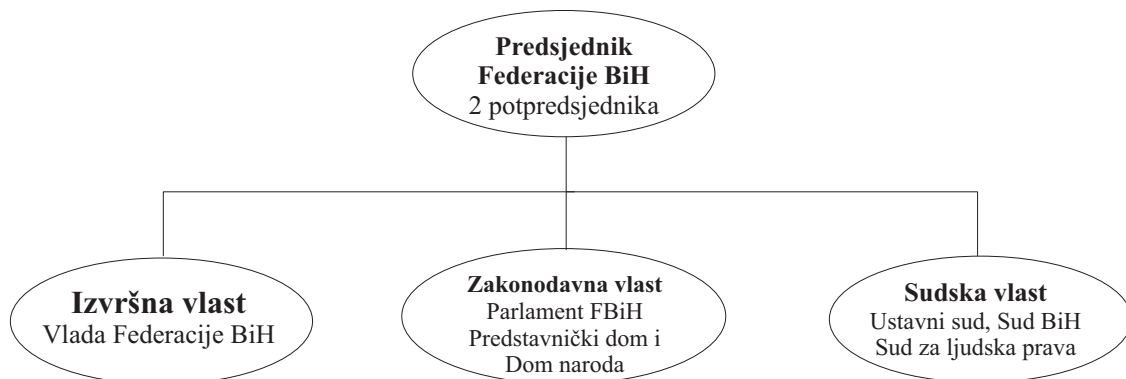 Predsjednik
Federacije BiH
2 potpredsjednika
Izvršna vlast
Vlada Federacije BiH
Zakonodavna vlast
Parlament FBiH
Predstavnički dom i
Dom naroda
Sudska vlast
Ustavni sud, Sud BiH
Sud za ljudska prava